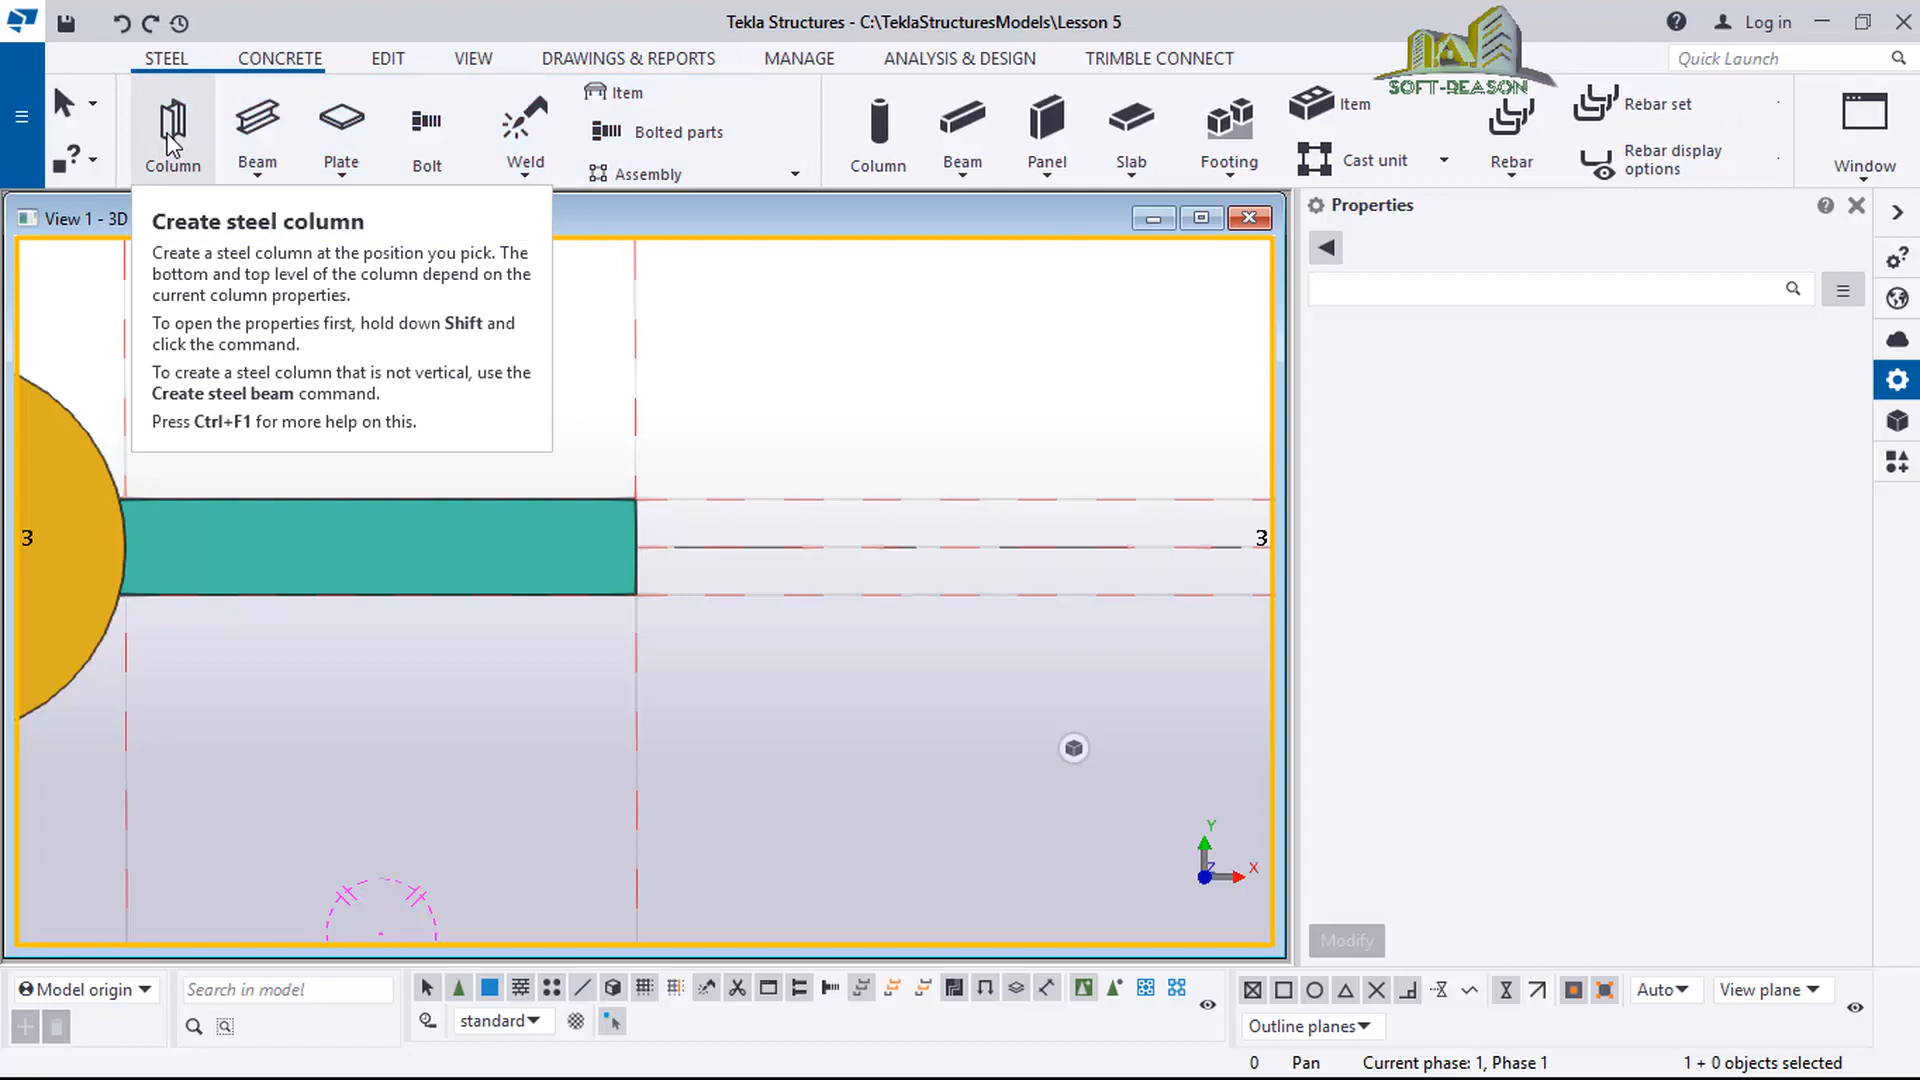 Tekla Structures - C:\TeklaStructuresModels\Lesson 5
Log in
STEEL
CONCRETE
EDIT
VIEW
DRAWINGS & REPORTS
MANAGE
ANALYSIS & DESIGN
TRIMBLE CONNECT
SOFT-REASON
Quick Launch
Column
Beam
Plate
Bolt
Weld
Item
Bolted parts
Assembly
Column
Beam
Panel
Slab
Footing
Item
Cast unit
Rebar
Rebar set
Rebar display
options
Window
View 1 - 3D
Create steel column
Create a steel column at the position you pick. The
bottom and top level of the column depend on the
current column properties.
To open the properties first, hold down Shift and
click the command.
To create a steel column that is not vertical, use the
Create steel beam command.
Press Ctrl+F1 for more help on this.
Properties
3
3
Y
Z
X
Modify
Model origin
Search in model
standard
Auto
View plane
Outline planes
0
Pan
Current phase: 1, Phase 1
1 + 0 objects selected